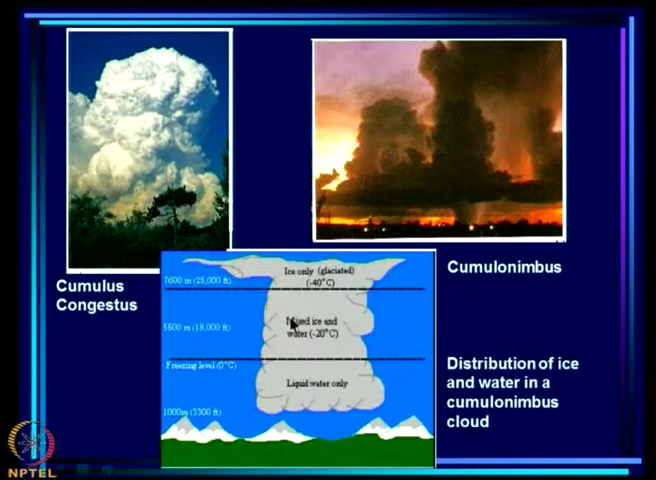 Cumulus
Congestus
Cumulonimbus
Ice only (glaciated)
(-40°C)
7600 m (25,000 ft)
Mixed ice and
water (-20°C)
5500 m (18,000 ft)
Freezing level (0°C)
Liquid water only
1000m (3300 ft)
Distribution of ice
and water in a
cumulonimbus
cloud
NPTEL